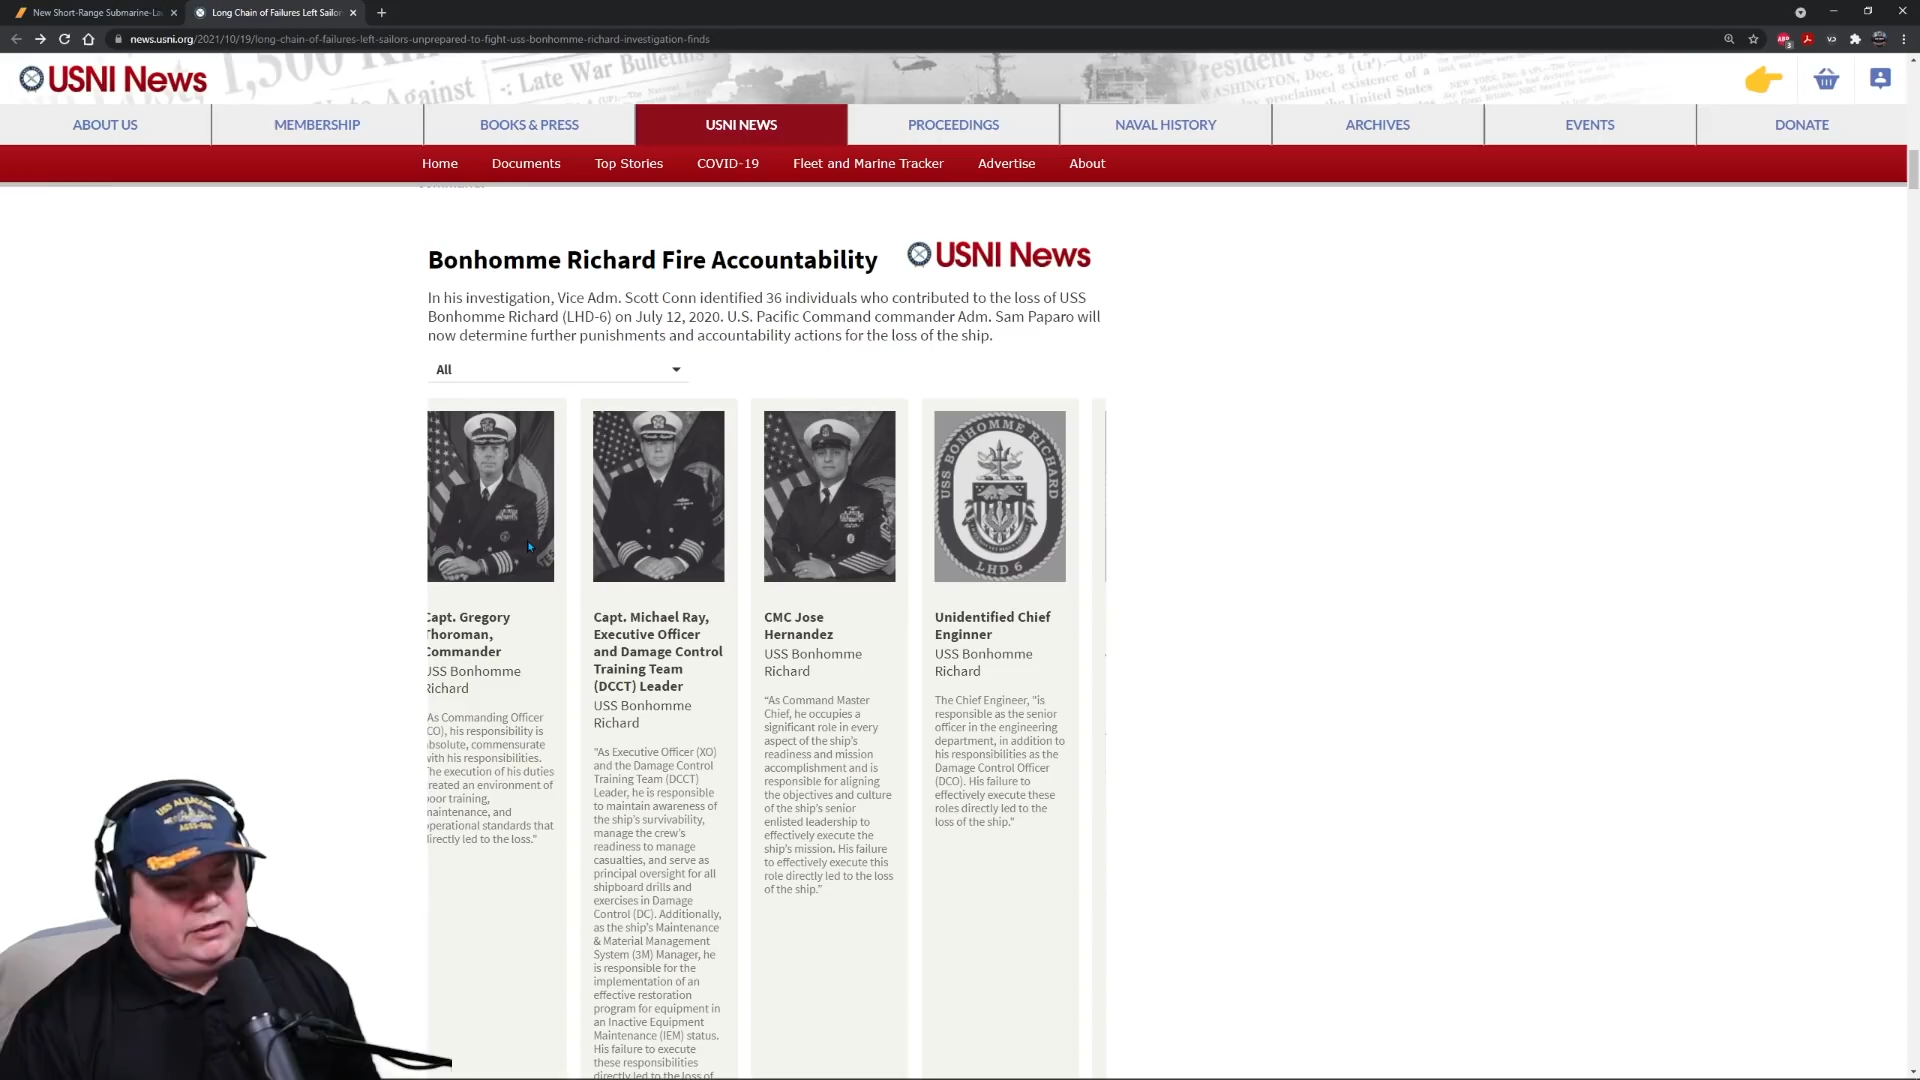 New Short-Range Submarine-La
Long Chain of Failures Left Sailor
news.usni.org/2021/10/19/long-chain-of-failures-left-sailors-unprepared-to-fight-uss-bonhomme-richard-investigation-finds
USNI News
Late War Bulletins
ABOUT US
MEMBERSHIP
BOOKS & PRESS
USNI NEWS
PROCEEDINGS
NAVAL HISTORY
ARCHIVES
EVENTS
DONATE
Home
Documents
Top Stories
COVID-19
Fleet and Marine Tracker
Advertise
About
Bonhomme Richard Fire Accountability
USNI News
In his investigation, Vice Adm. Scott Conn identified 36 individuals who contributed to the loss of USS
Bonhomme Richard (LHD-6) on July 12, 2020. U.S. Pacific Command commander Adm. Sam Paparo will
now determine further punishments and accountability actions for the loss of the ship.
All
Capt. Gregory
Thoroman,
Commander
USS Bonhomme
Richard
As Commanding Officer
(CO), his responsibility is
absolute, commensurate
with his responsibilities.
The execution of his duties
created an environment of
poor training,
maintenance, and
operational standards that
directly led to the loss."
Capt. Michael Ray,
Executive Officer
and Damage Control
Training Team
(DCCT) Leader
USS Bonhomme
Richard
"As Executive Officer (XO)
and the Damage Control
Training Team (DCCT)
Leader, he is responsible
to maintain awareness of
the ship's survivability,
manage the crew's
readiness to manage
casualties, and serve as
principal oversight for all
shipboard drills and
exercises in Damage
Control (DC). Additionally,
as the ship's Maintenance
& Material Management
System (3M) Manager, he
is responsible for the
implementation of an
effective restoration
program for equipment in
an Inactive Equipment
Maintenance (IEM) status.
His failure to execute
these responsibilities
directly led to the loss of
CMC Jose
Hernandez
USS Bonhomme
Richard
“As Command Master
Chief, he occupies a
significant role in every
aspect of the ship’s
readiness and mission
accomplishment and is
responsible for aligning
the objectives and culture
of the ship’s senior
enlisted leadership to
effectively execute the
ship’s mission. His failure
to effectively execute this
role directly led to the loss
of the ship.”
USS BONHOMME RICHARD
LHD 6
Unidentified Chief
Enginner
USS Bonhomme
Richard
The Chief Engineer, "is
responsible as the senior
officer in the engineering
department, in addition to
his responsibilities as the
Damage Control Officer
(DCO). His failure to
effectively execute these
roles directly led to the
loss of the ship."
USS ALBACORE
AGSS-569